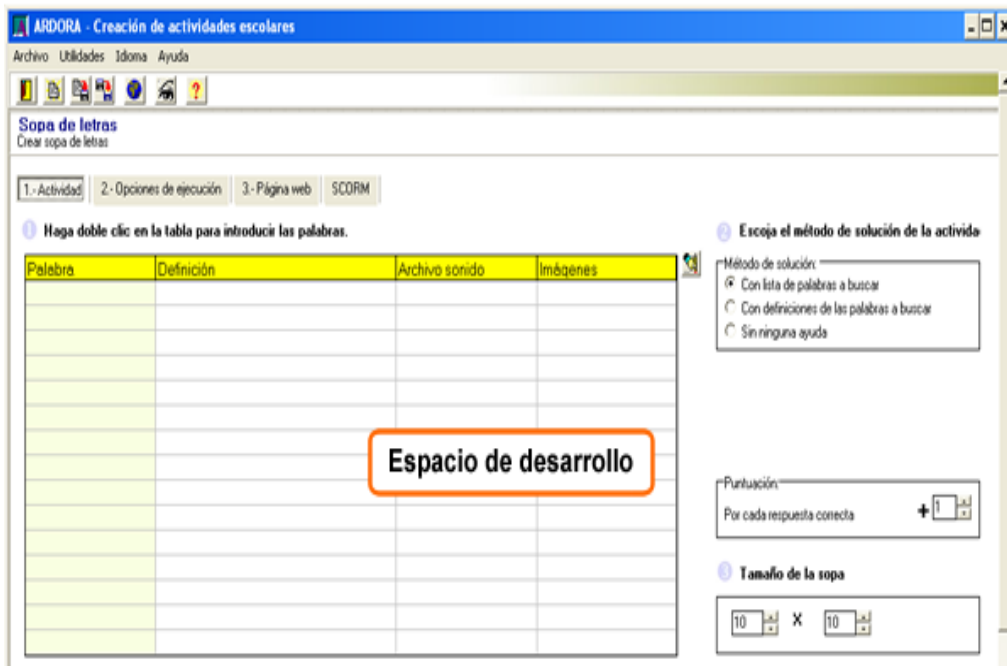 ARDORA - Creación de actividades escolares
Archivo Utilidades Idoma Ayuda
Sopa de letras
Crear sopa de letras
1.- Actividad 2.- Opciones de ejecución 3.- Página web SCORM
1 Haga doble clic en la tabla para introducir las palabras.
Palabra Definición Archivo sonido Imágenes
Espacio de desarrollo
2 Escoja el método de solución de la activida
Método de solución:
Con lista de palabras a buscar
Con definiciones de las palabras a buscar
Sin ninguna ayuda
Puntuación:
Por cada respuesta correcta + 1
3 Tamaño de la sopa
10 X 10